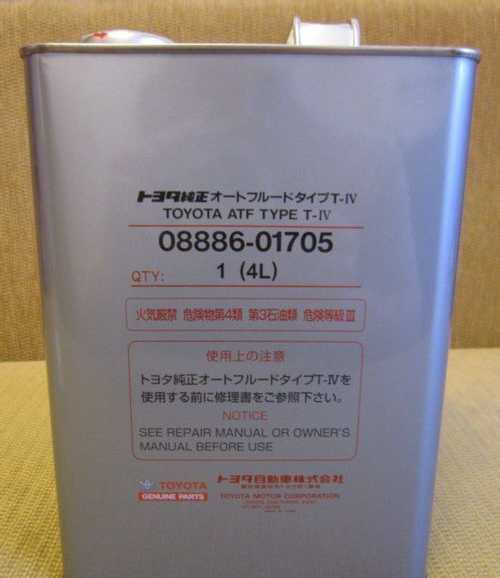 トヨタ純正 オートフルードタイプT-Ⅳ
TOYOTA ATF TYPE T-Ⅳ
08886-01705
QTY: 1 (4L)
火気厳禁 危険物第4類 第3石油類 危険等級Ⅲ
使用上の注意
トヨタ純正オートフルードタイプT-Ⅳを
使用する前に修理書をご参照下さい。
NOTICE
SEE REPAIR MANUAL OR OWNER'S
MANUAL BEFORE USE
TOYOTA
GENUINE PARTS
トヨタ自動車株式会社
TOYOTA MOTOR CORPORATION